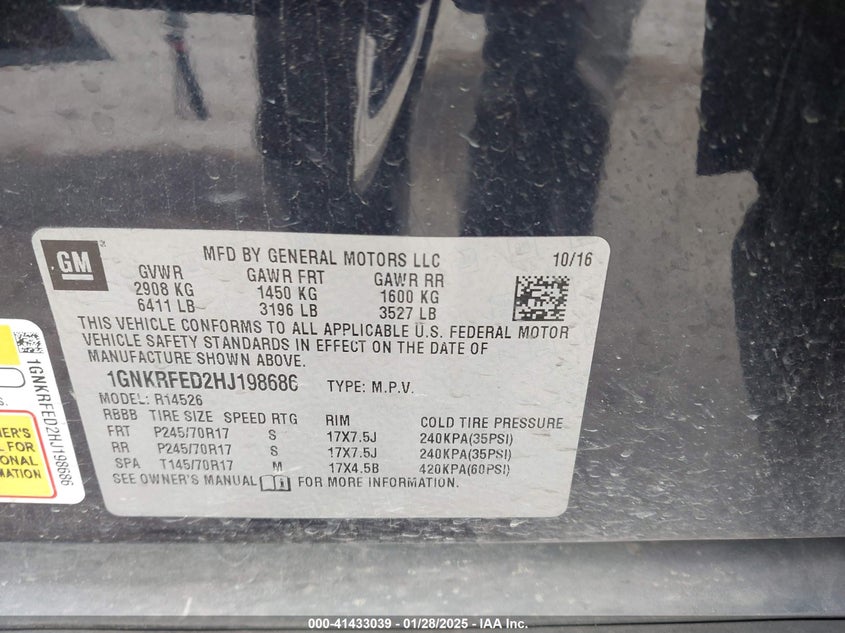 GM
MFD BY GENERAL MOTORS LLC 10/16
GVWR GAWR FRT GAWR RR
2908 KG 1450 KG 1600 KG
6411 LB 3196 LB 3527 LB
THIS VEHICLE CONFORMS TO ALL APPLICABLE U.S. FEDERAL MOTOR
VEHICLE SAFETY STANDARDS IN EFFECT ON THE DATE OF
MANUFACTURE SHOWN ABOVE.
1GNKRFED2HJ198686 TYPE: M.P.V.
MODEL: R14526
RBBB TIRE SIZE SPEED RTG RIM COLD TIRE PRESSURE
FRT P245/70R17 S 17X7.5J 240KPA(35PSI)
RR P245/70R17 S 17X7.5J 240KPA(35PSI)
SPA T145/70R17 M 17X4.5B 420KPA(60PSI)
SEE OWNER'S MANUAL FOR MORE INFORMATION.
1GNKRFED2HJ198686
000-41433039 - 01/28/2025 - IAA Inc.